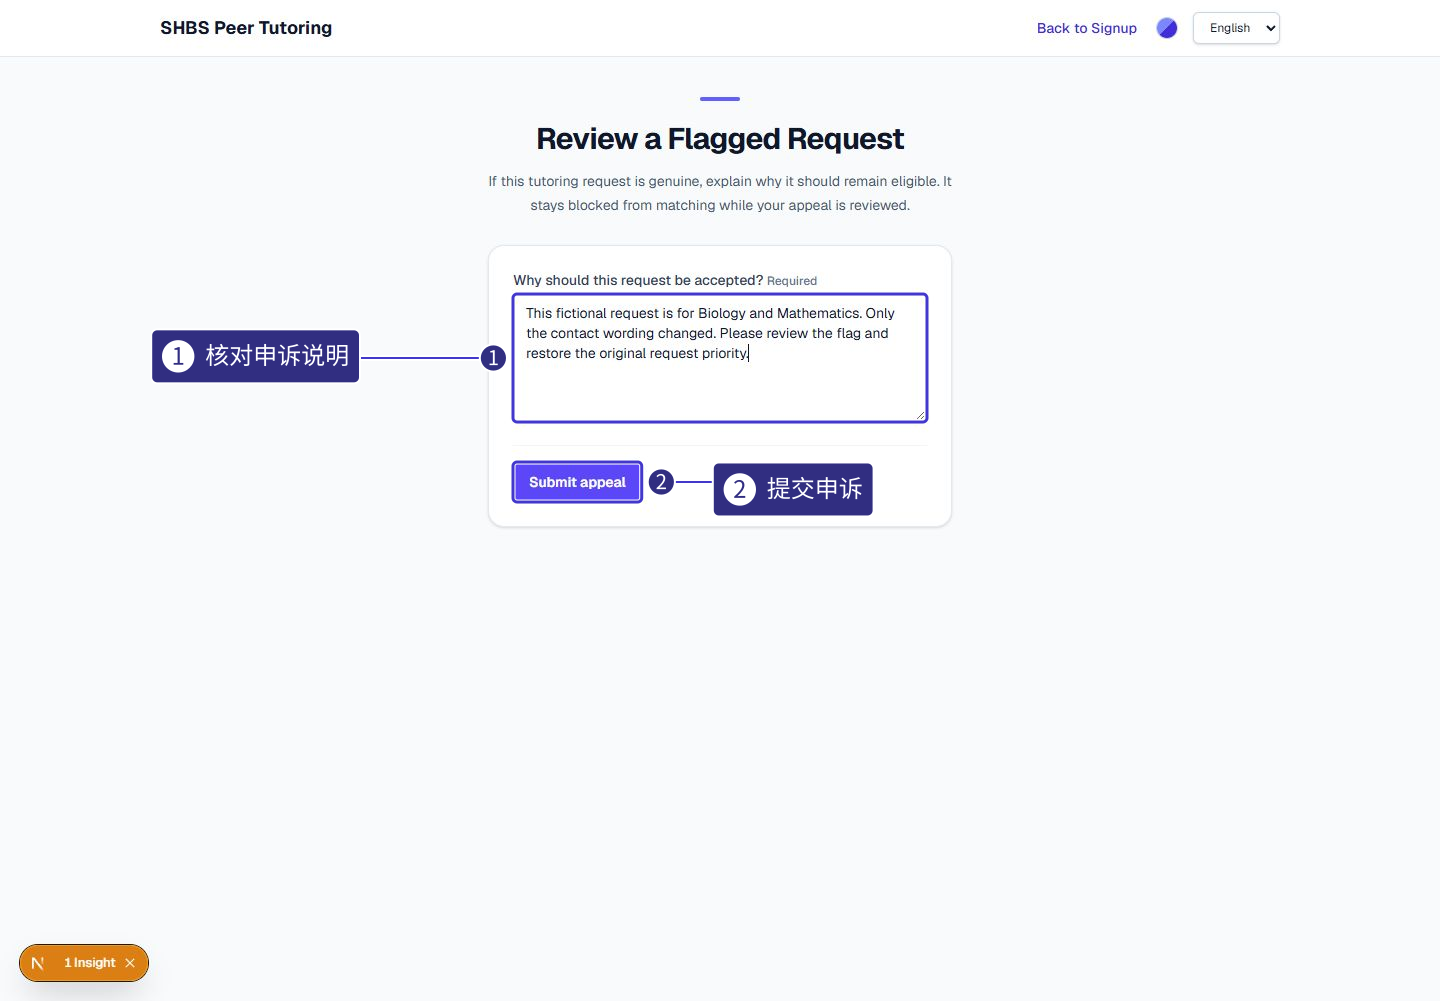 SHBS Peer Tutoring
Back to Signup
English
Review a Flagged Request
If this tutoring request is genuine, explain why it should remain eligible. It
stays blocked from matching while your appeal is reviewed.
Why should this request be accepted? Required
This fictional request is for Biology and Mathematics. Only
the contact wording changed. Please review the flag and
restore the original request priority.
1 核对申诉说明
1
Submit appeal
2
2 提交申诉
N 1 Insight